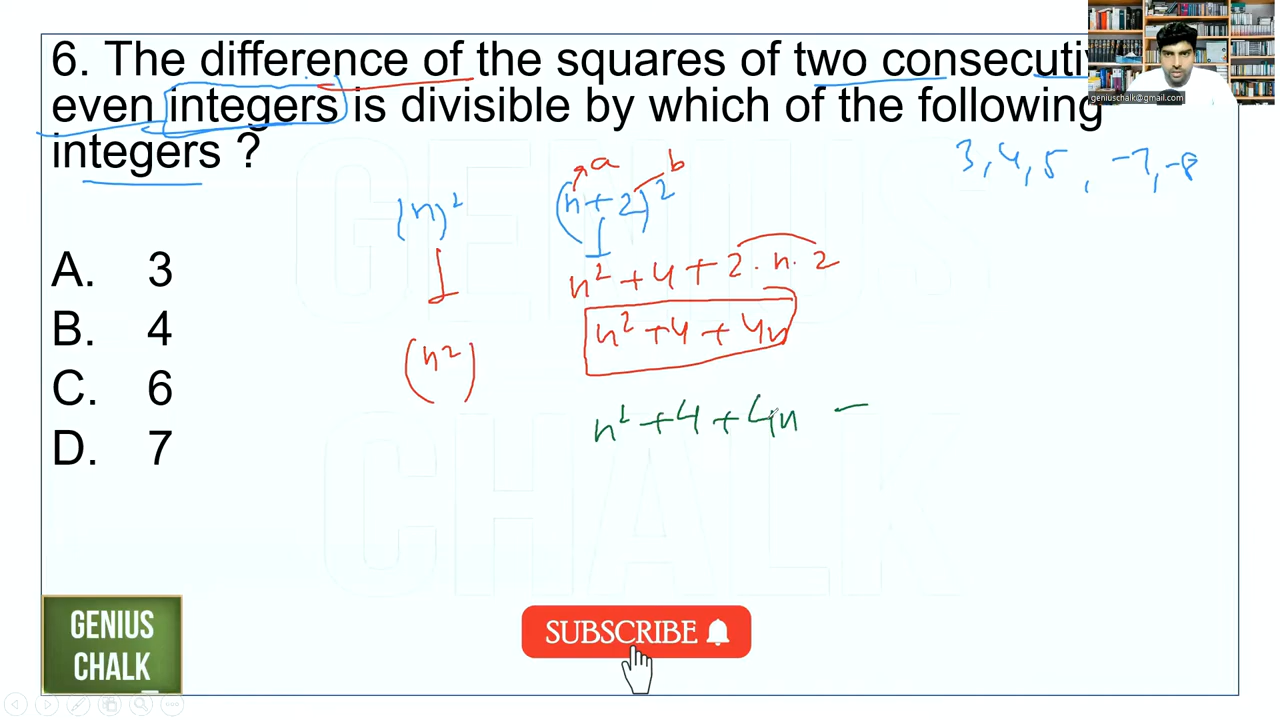 6. The difference of the squares of two consecuti
even integers is divisible by which of the following
integers ?
geniuschalk@gmail.com
3, 4, 5, -7, -8
a b
(n)² (n+2)²
n² + 4 + 2 . n . 2
n² + 4 + 4n
(n²)
n² + 4 + 4n -
A. 3
B. 4
C. 6
D. 7
GENIUS
CHALK
GENIUS
CHALK
SUBSCRIBE